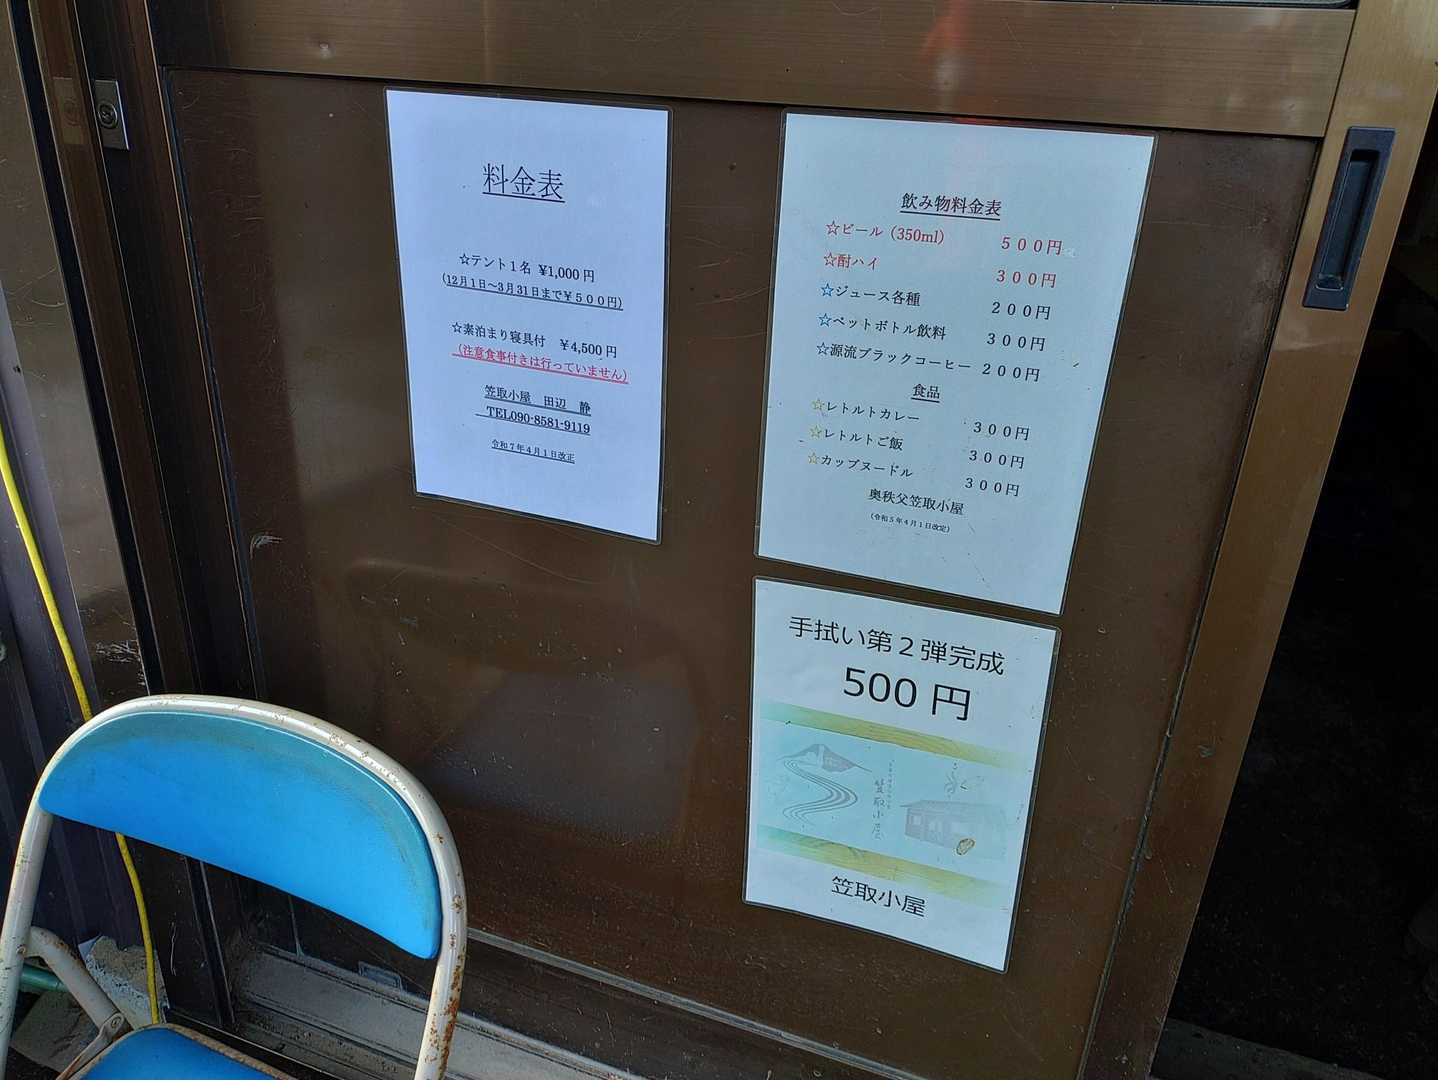 料金表
☆テント１名 ¥1,000 円
（12月1日～3月31日まで¥５００円）
☆素泊まり寝具付　¥4,500円
（注意食事付きは行っていません）
笠取小屋　田辺　静
TEL090-8581-9119
令和７年４月１日改正
飲み物料金表
☆ビール（350ml）　５００円
☆酎ハイ　３００円
☆ジュース各種　２００円
☆ペットボトル飲料　３００円
☆源流ブラックコーヒー　２００円
食品
☆レトルトカレー　３００円
☆レトルトご飯　３００円
☆カップヌードル　３００円
奥秩父笠取小屋
（令和５年４月１日改定）
手拭い第２弾完成
500 円
笠取小屋
笠取小屋